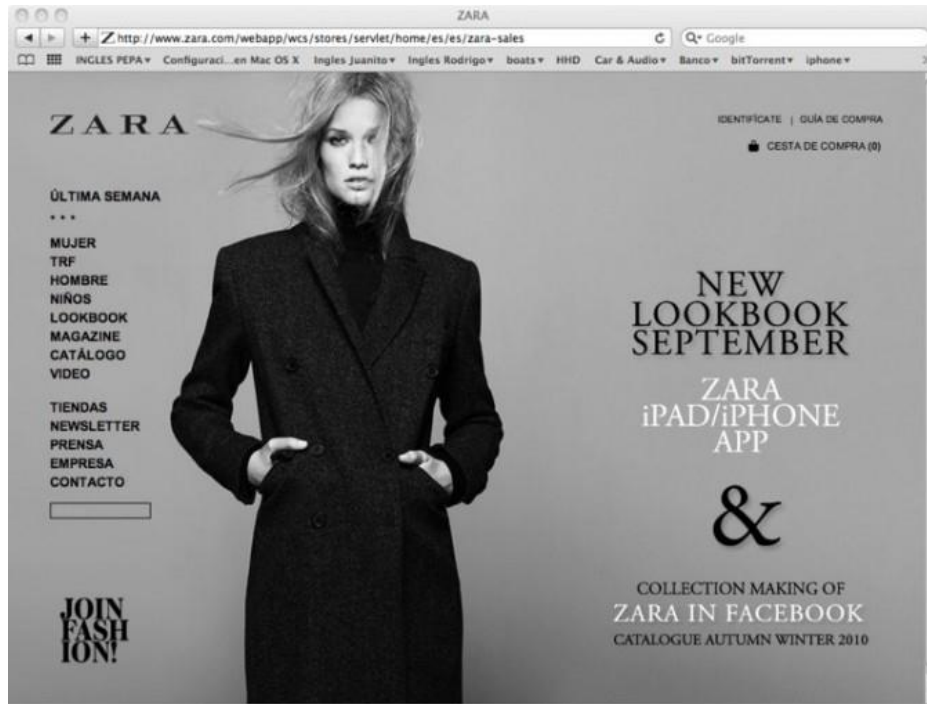 ZARA
http://www.zara.com/webapp/wcs/stores/servlet/home/es/es/zara-sales
Google
INGLES PEPA Configuraci...en Mac OS X Ingles Juanito Ingles Rodrigo boats HHD Car & Audio Banco bitTorrent iphone
ZARA
IDENTIFÍCATE | GUÍA DE COMPRA
CESTA DE COMPRA (0)
ÚLTIMA SEMANA
MUJER
TRF
HOMBRE
NIÑOS
LOOKBOOK
MAGAZINE
CATÁLOGO
VIDEO
TIENDAS
NEWSLETTER
PRENSA
EMPRESA
CONTACTO
JOIN
FASH
ION!
NEW
LOOKBOOK
SEPTEMBER
ZARA
iPAD/iPHONE
APP
&
COLLECTION MAKING OF
ZARA IN FACEBOOK
CATALOGUE AUTUMN WINTER 2010